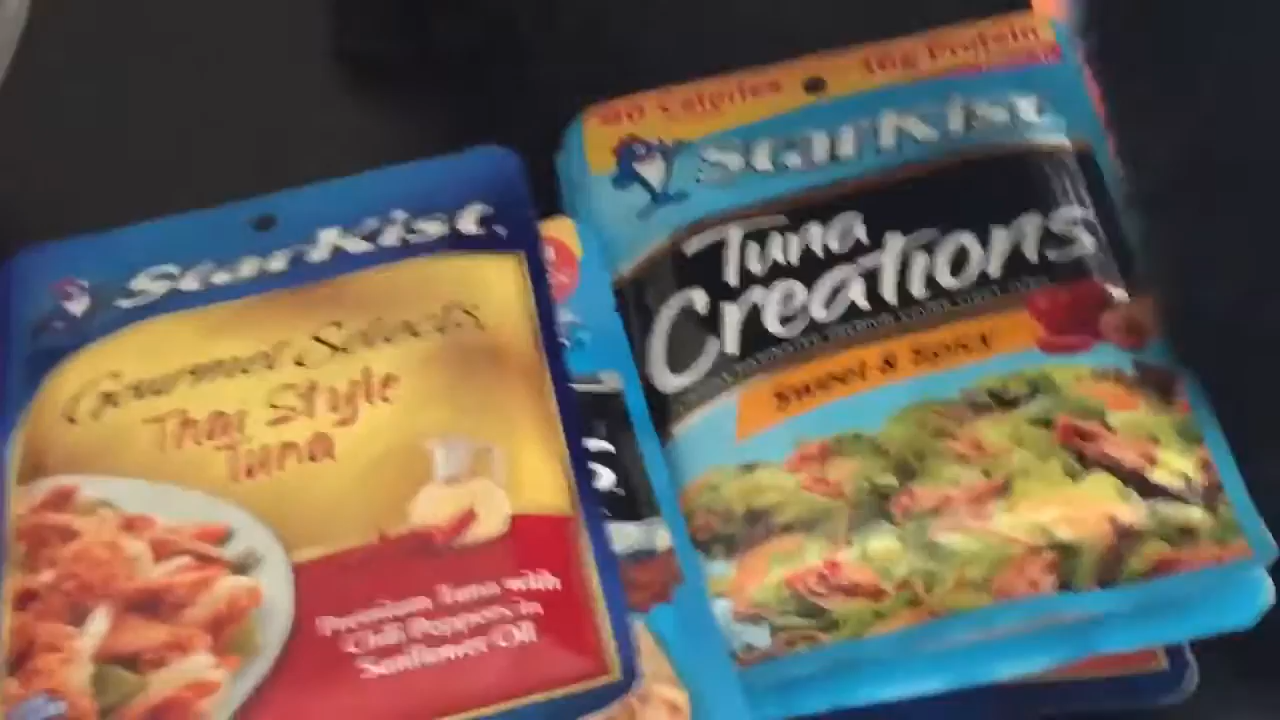 StarKist
Gourmet Selects
Thai Style
Tuna
Premium Tuna with
Chili Peppers in
Sunflower Oil
90 Calories 16g Protein
StarKist
Tuna
Creations
Sweet & Spicy
S